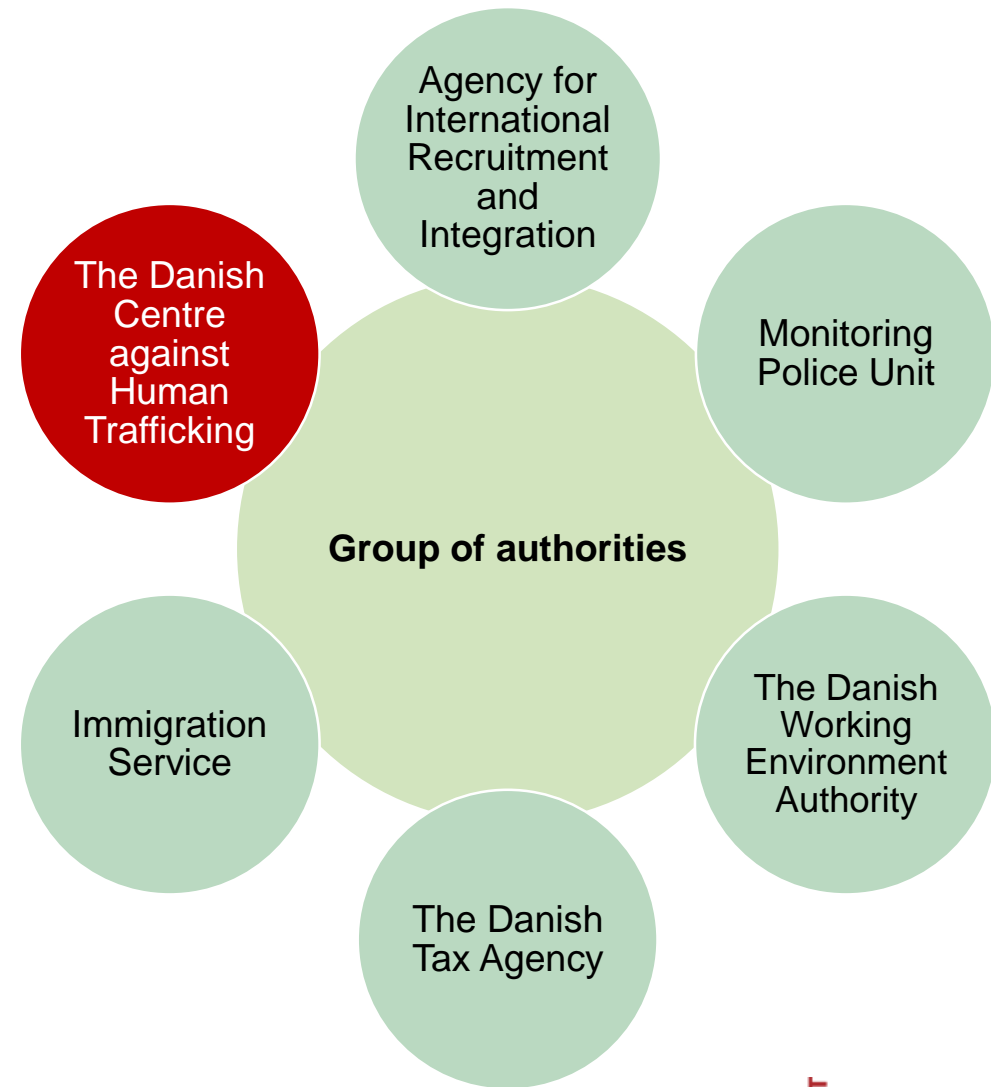 Agency for
International
Recruitment
and
Integration
The Danish
Centre
against
Human
Trafficking
Monitoring
Police Unit
Group of authorities
Immigration
Service
The Danish
Working
Environment
Authority
The Danish
Tax Agency